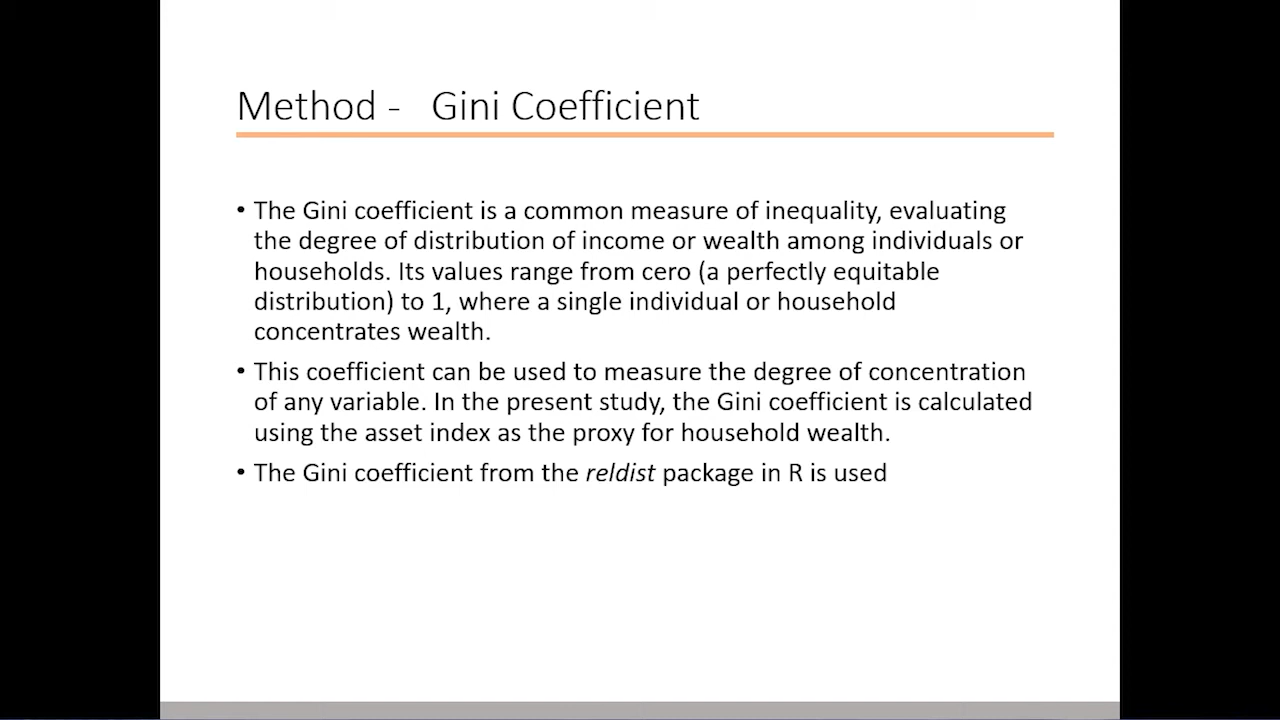 Method - Gini Coefficient
• The Gini coefficient is a common measure of inequality, evaluating
the degree of distribution of income or wealth among individuals or
households. Its values range from cero (a perfectly equitable
distribution) to 1, where a single individual or household
concentrates wealth.
• This coefficient can be used to measure the degree of concentration
of any variable. In the present study, the Gini coefficient is calculated
using the asset index as the proxy for household wealth.
• The Gini coefficient from the reldist package in R is used